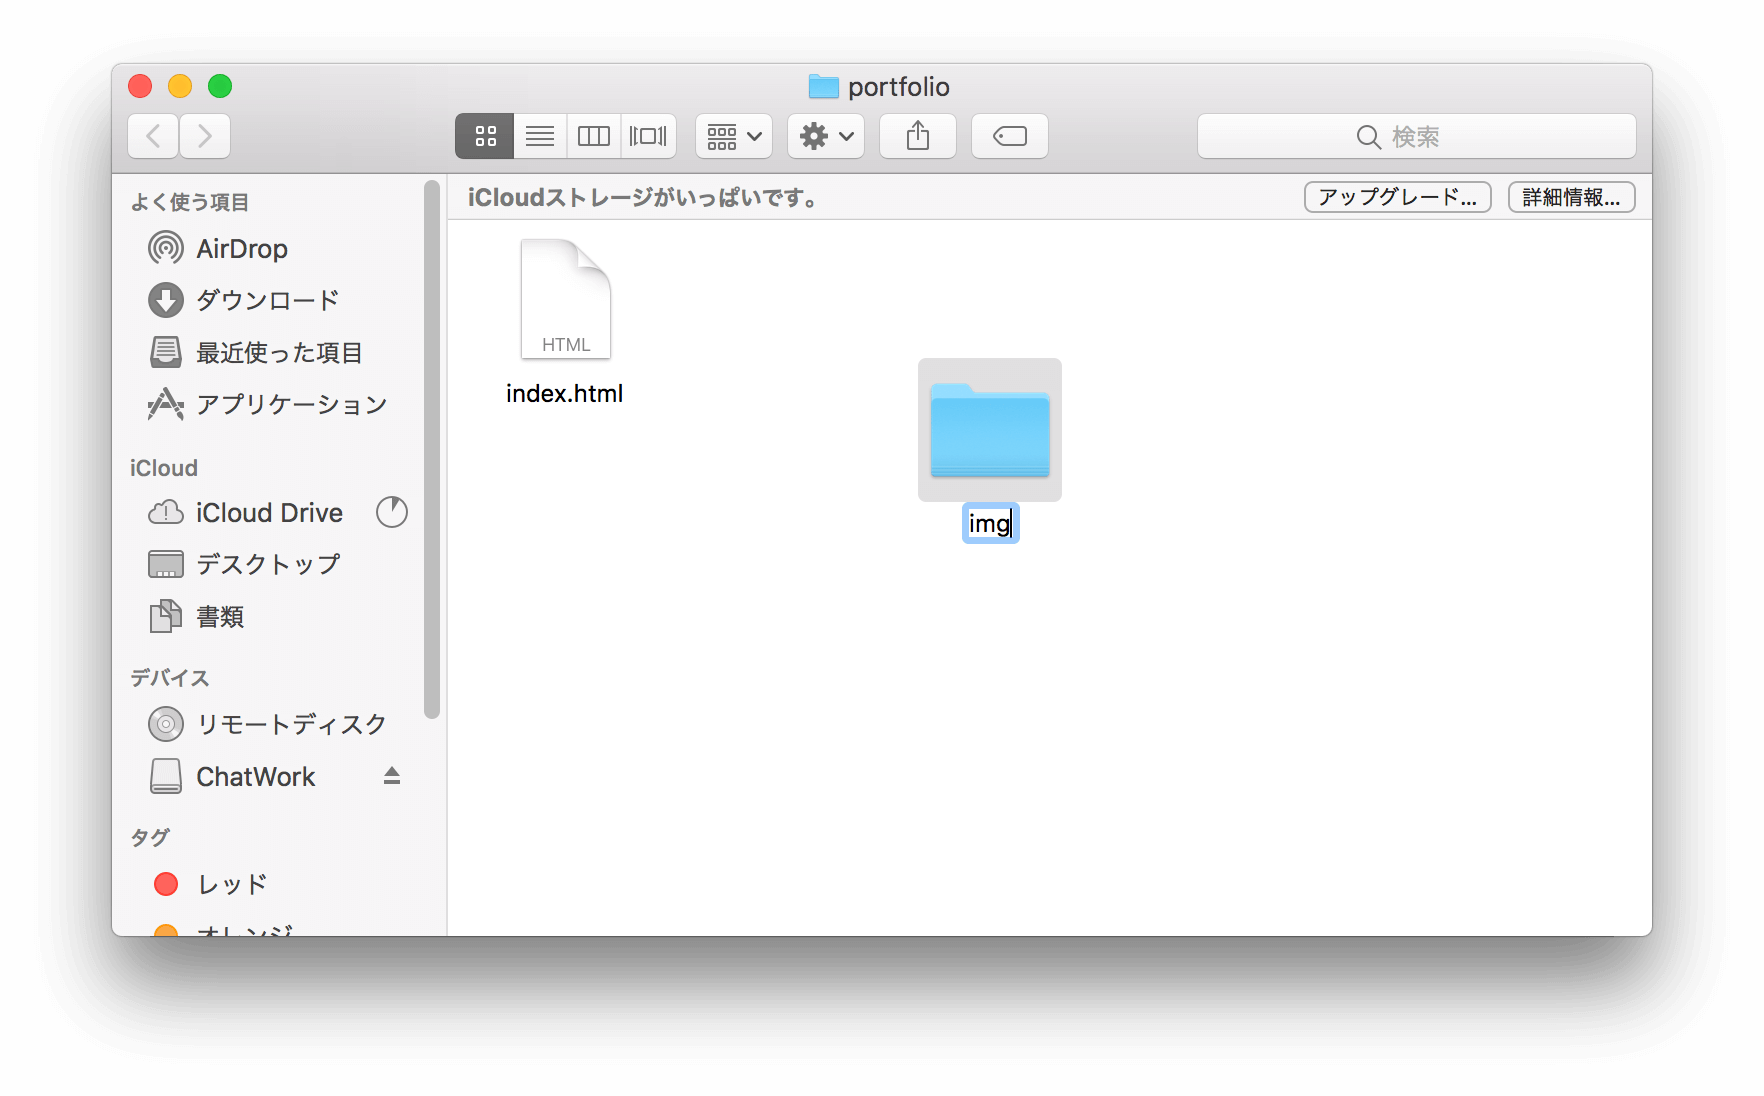 portfolio
検索
よく使う項目
AirDrop
ダウンロード
最近使った項目
アプリケーション
iCloud
iCloud Drive
デスクトップ
書類
デバイス
リモートディスク
ChatWork
タグ
レッド
オレンジ
iCloudストレージがいっぱいです。
アップグレード...
詳細情報...
HTML
index.html
img